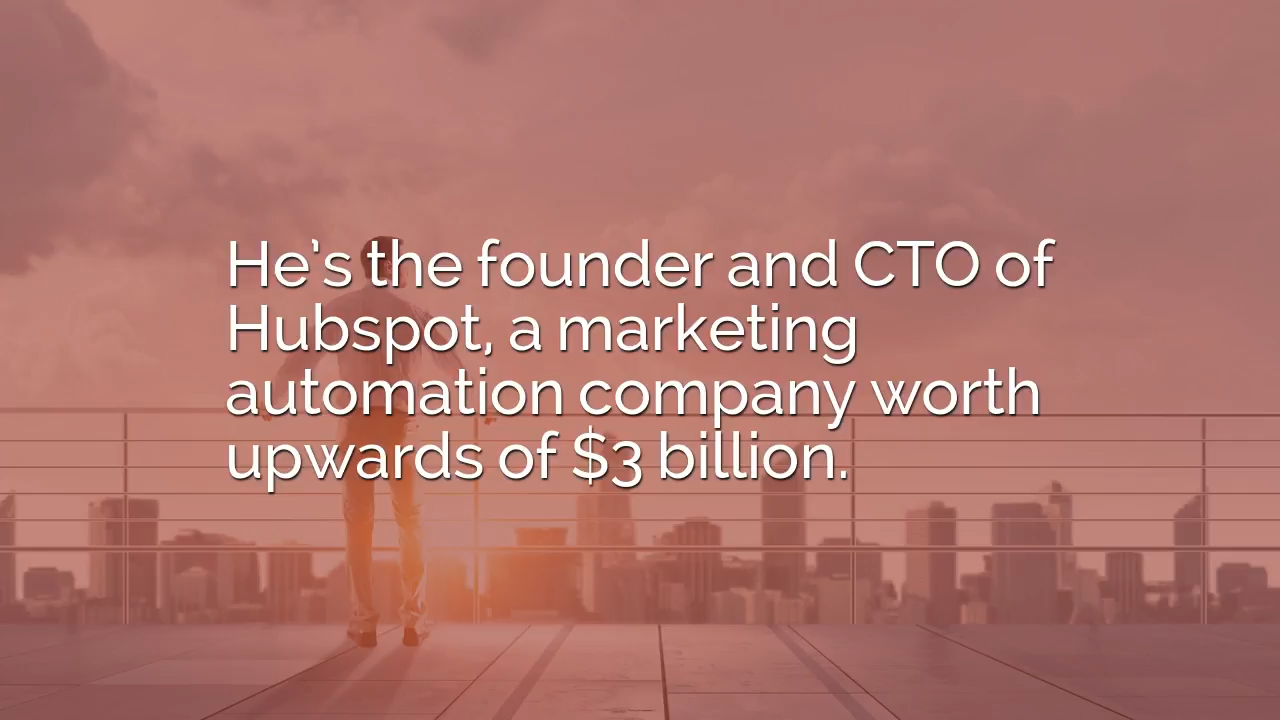 He's the founder and CTO of
Hubspot, a marketing
automation company worth
upwards of $3 billion.